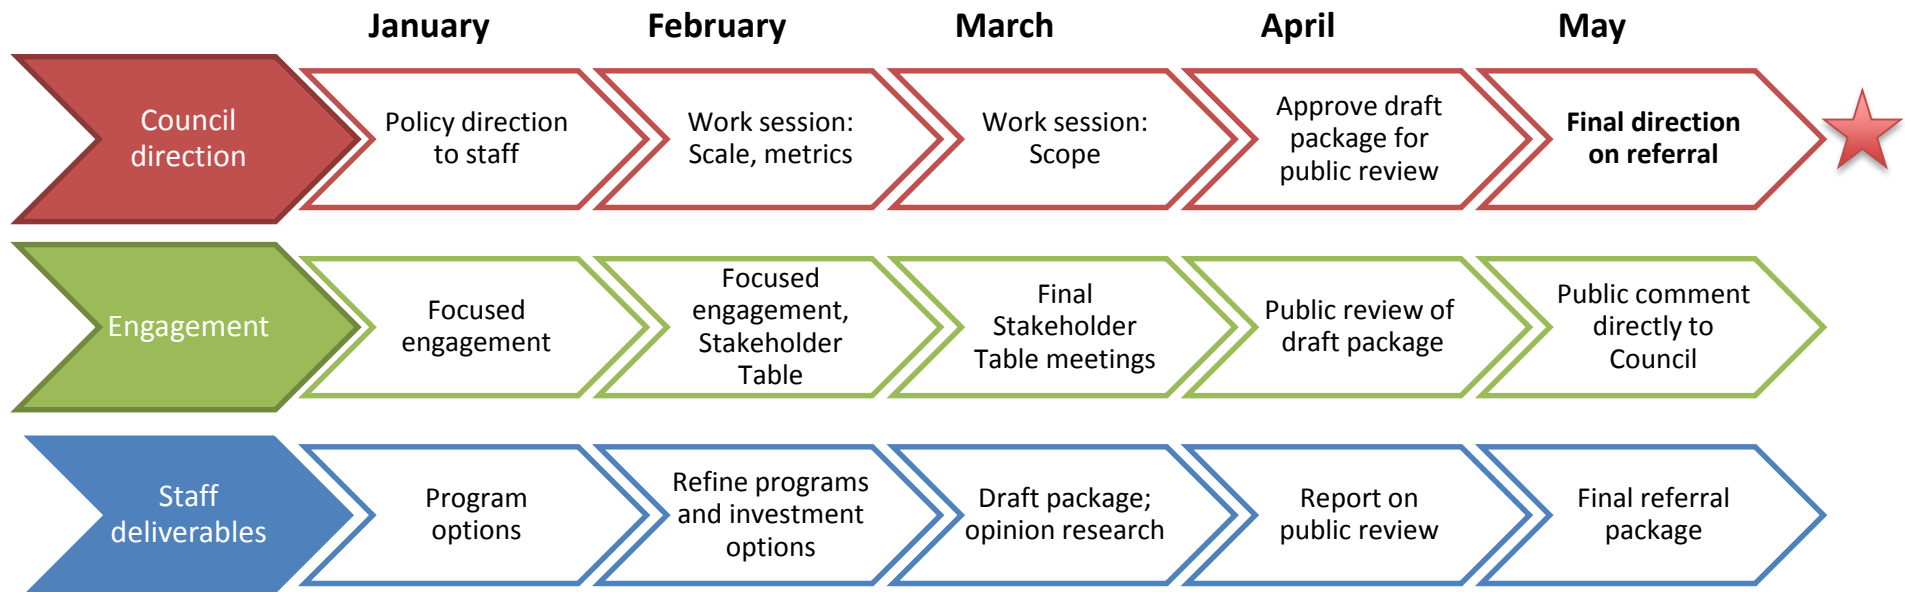 January February March April May
Council
direction
Policy direction
to staff
Work session:
Scale, metrics
Work session:
Scope
Approve draft
package for
public review
Final direction
on referral
Engagement
Focused
engagement
Focused
engagement,
Stakeholder
Table
Final
Stakeholder
Table meetings
Public review of
draft package
Public comment
directly to
Council
Staff
deliverables
Program
options
Refine programs
and investment
options
Draft package;
opinion research
Report on
public review
Final referral
package